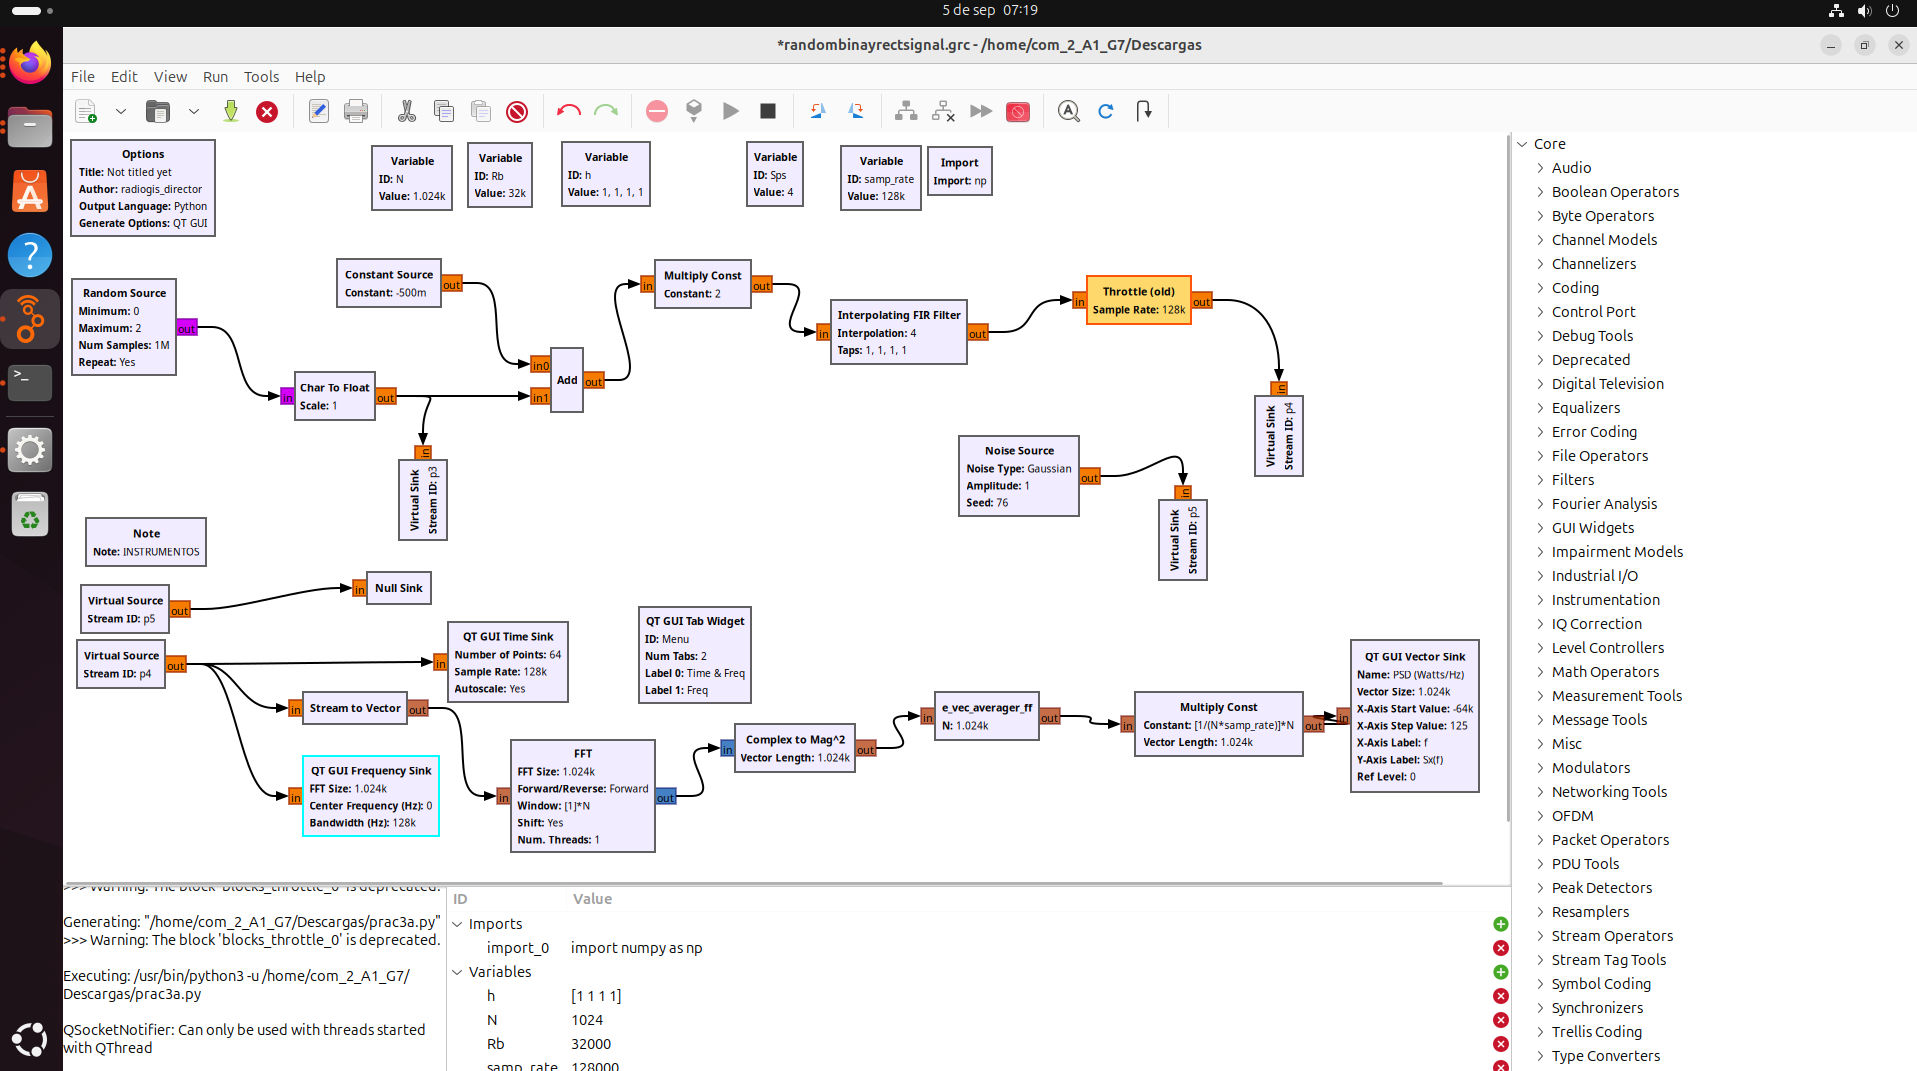 5 de sep 07:19
*randombinayrectsignal.grc - /home/com_2_A1_G7/Descargas
File Edit View Run Tools Help
Options
Title: Not titled yet
Author: radiogis_director
Output Language: Python
Generate Options: QT GUI
Variable
ID: N
Value: 1.024k
Variable
ID: Rb
Value: 32k
Variable
ID: h
Value: 1, 1, 1, 1
Variable
ID: Sps
Value: 4
Variable
ID: samp_rate
Value: 128k
Import
Import: np
Random Source
Minimum: 0
Maximum: 2
Num Samples: 1M
Repeat: Yes
out
Constant Source
Constant: -500m
out
in
Char To Float
Scale: 1
out
in0
in1
Add
out
in
Multiply Const
Constant: 2
out
in
Interpolating FIR Filter
Interpolation: 4
Taps: 1, 1, 1, 1
out
in
Throttle (old)
Sample Rate: 128k
out
in
Virtual Sink
Stream ID: p4
in
Virtual Sink
Stream ID: p3
Noise Source
Noise Type: Gaussian
Amplitude: 1
Seed: 76
out
in
Virtual Sink
Stream ID: p5
Note
Note: INSTRUMENTOS
Virtual Source
Stream ID: p5
out
in
Null Sink
Virtual Source
Stream ID: p4
out
in
QT GUI Time Sink
Number of Points: 64
Sample Rate: 128k
Autoscale: Yes
in
Stream to Vector
out
in
QT GUI Frequency Sink
FFT Size: 1.024k
Center Frequency (Hz): 0
Bandwidth (Hz): 128k
in
FFT
FFT Size: 1.024k
Forward/Reverse: Forward
Window: [1]*N
Shift: Yes
Num. Threads: 1
out
QT GUI Tab Widget
ID: Menu
Num Tabs: 2
Label 0: Time & Freq
Label 1: Freq
in
Complex to Mag^2
Vector Length: 1.024k
out
in
e_vec_averager_ff
N: 1.024k
out
in
Multiply Const
Constant: [1/(N*samp_rate)]*N
Vector Length: 1.024k
out
in
QT GUI Vector Sink
Name: PSD (Watts/Hz)
Vector Size: 1.024k
X-Axis Start Value: -64k
X-Axis Step Value: 125
X-Axis Label: f
Y-Axis Label: Sx(f)
Ref Level: 0
>>> Warning: The block 'blocks_throttle_0' is deprecated.
Generating: "/home/com_2_A1_G7/Descargas/prac3a.py"
>>> Warning: The block 'blocks_throttle_0' is deprecated.
Executing: /usr/bin/python3 -u /home/com_2_A1_G7/
Descargas/prac3a.py
QSocketNotifier: Can only be used with threads started
with QThread
ID Value
Imports
import_0 import numpy as np
Variables
h [1 1 1 1]
N 1024
Rb 32000
samp_rate 128000
Core
Audio
Boolean Operators
Byte Operators
Channel Models
Channelizers
Coding
Control Port
Debug Tools
Deprecated
Digital Television
Equalizers
Error Coding
File Operators
Filters
Fourier Analysis
GUI Widgets
Impairment Models
Industrial I/O
Instrumentation
IQ Correction
Level Controllers
Math Operators
Measurement Tools
Message Tools
Misc
Modulators
Networking Tools
OFDM
Packet Operators
PDU Tools
Peak Detectors
Resamplers
Stream Operators
Stream Tag Tools
Symbol Coding
Synchronizers
Trellis Coding
Type Converters